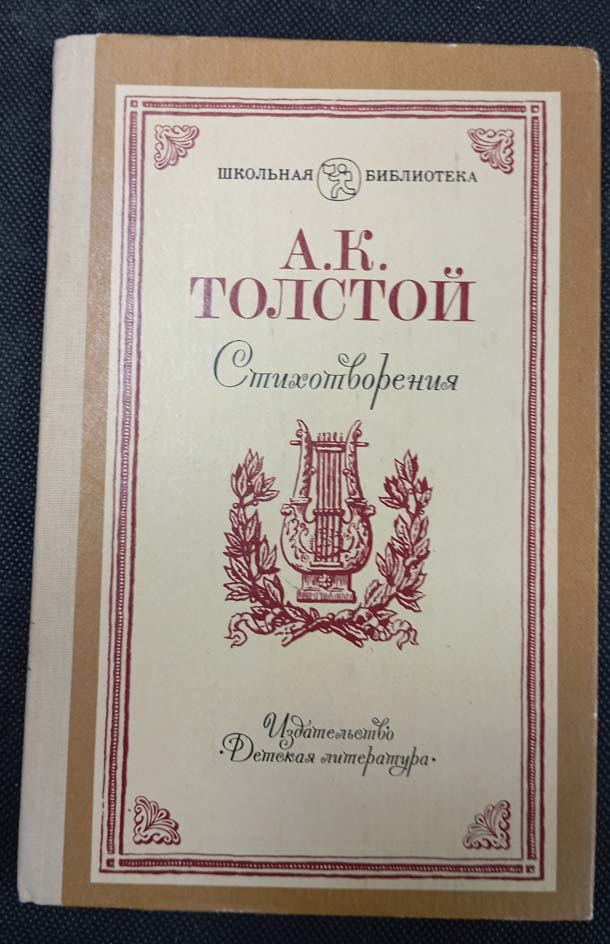 ШКОЛЬНАЯ БИБЛИОТЕКА
А.К.
ТОЛСТОЙ
Стихотворения
Издательство
·Детская литература·